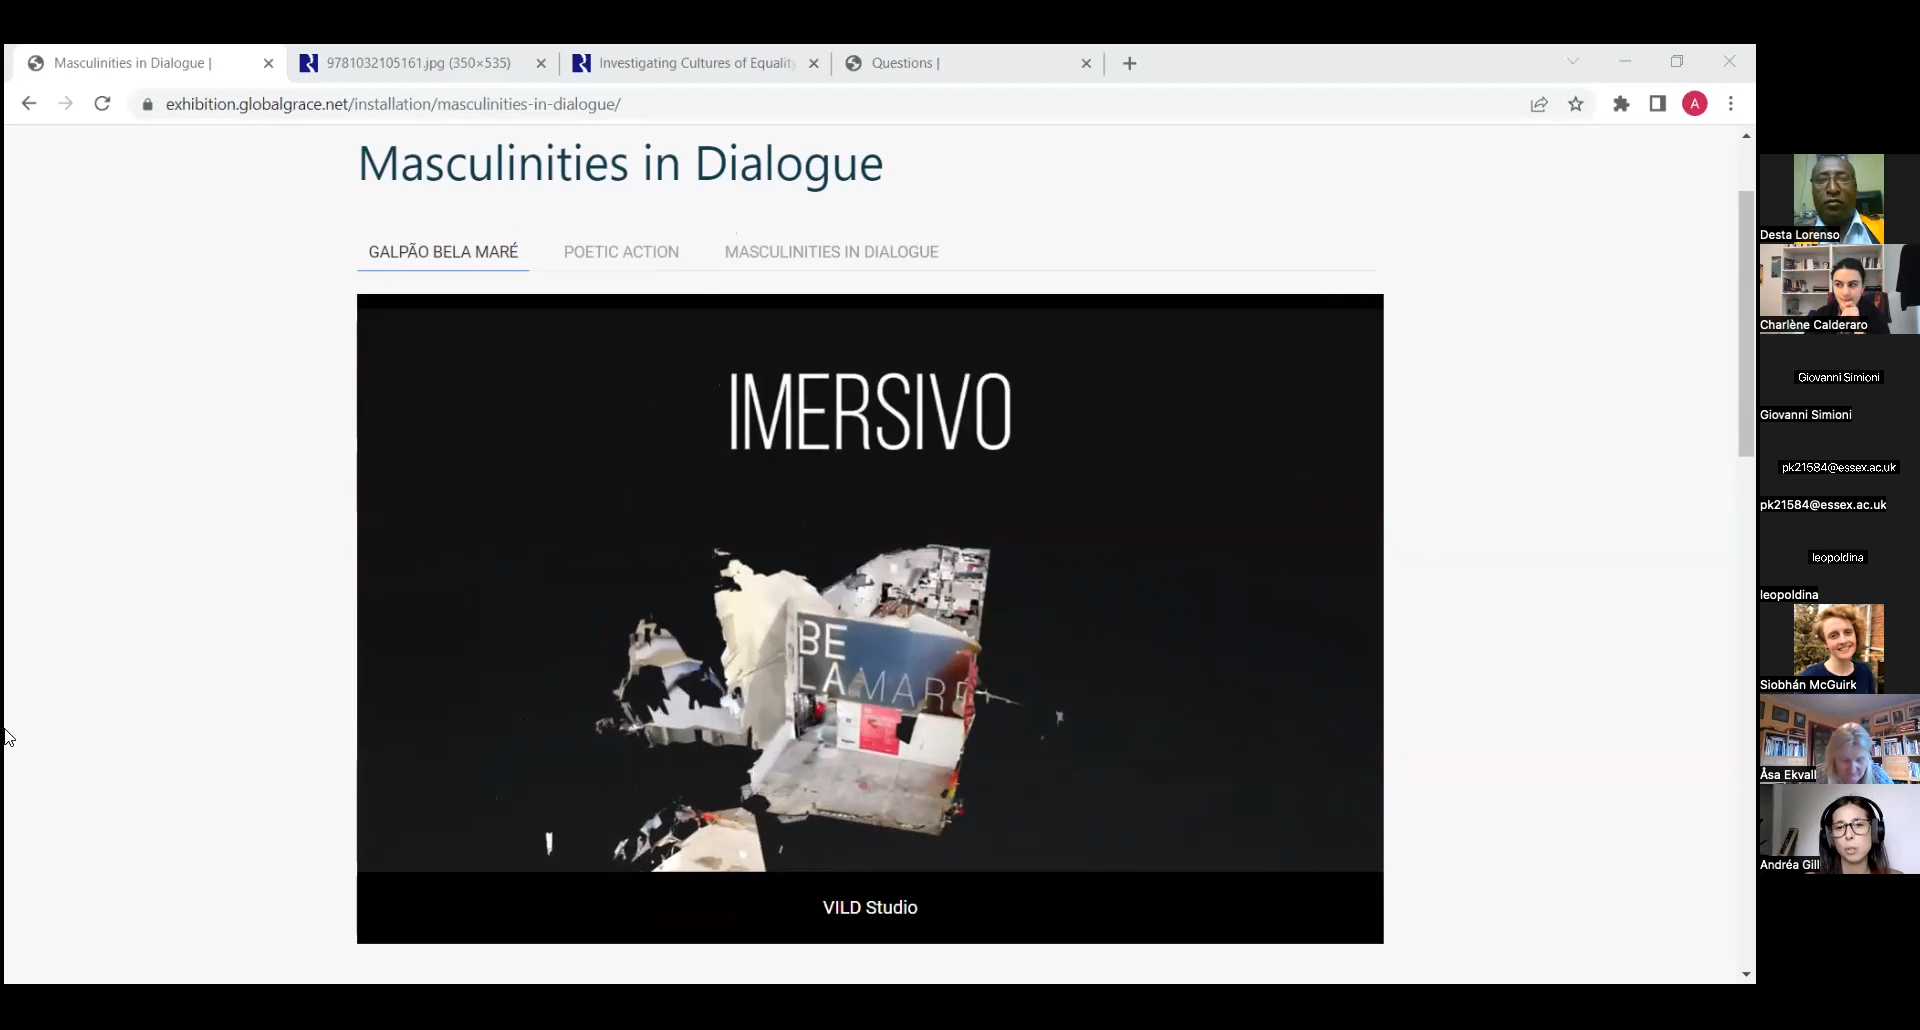 Masculinities in Dialogue |
9781032105161.jpg (350×535)
Investigating Cultures of Equality
Questions |
exhibition.globalgrace.net/installation/masculinities-in-dialogue/
A
Masculinities in Dialogue
GALPÃO BELA MARÉ
POETIC ACTION
MASCULINITIES IN DIALOGUE
IMERSIVO
BE
LAMARÉ
VILD Studio
Desta Lorenso
Charlène Calderaro
Giovanni Simioni
Giovanni Simioni
pk21584@essex.ac.uk
pk21584@essex.ac.uk
leopoldina
leopoldina
Siobhán McGuirk
Åsa Ekvall
Andréa Gill